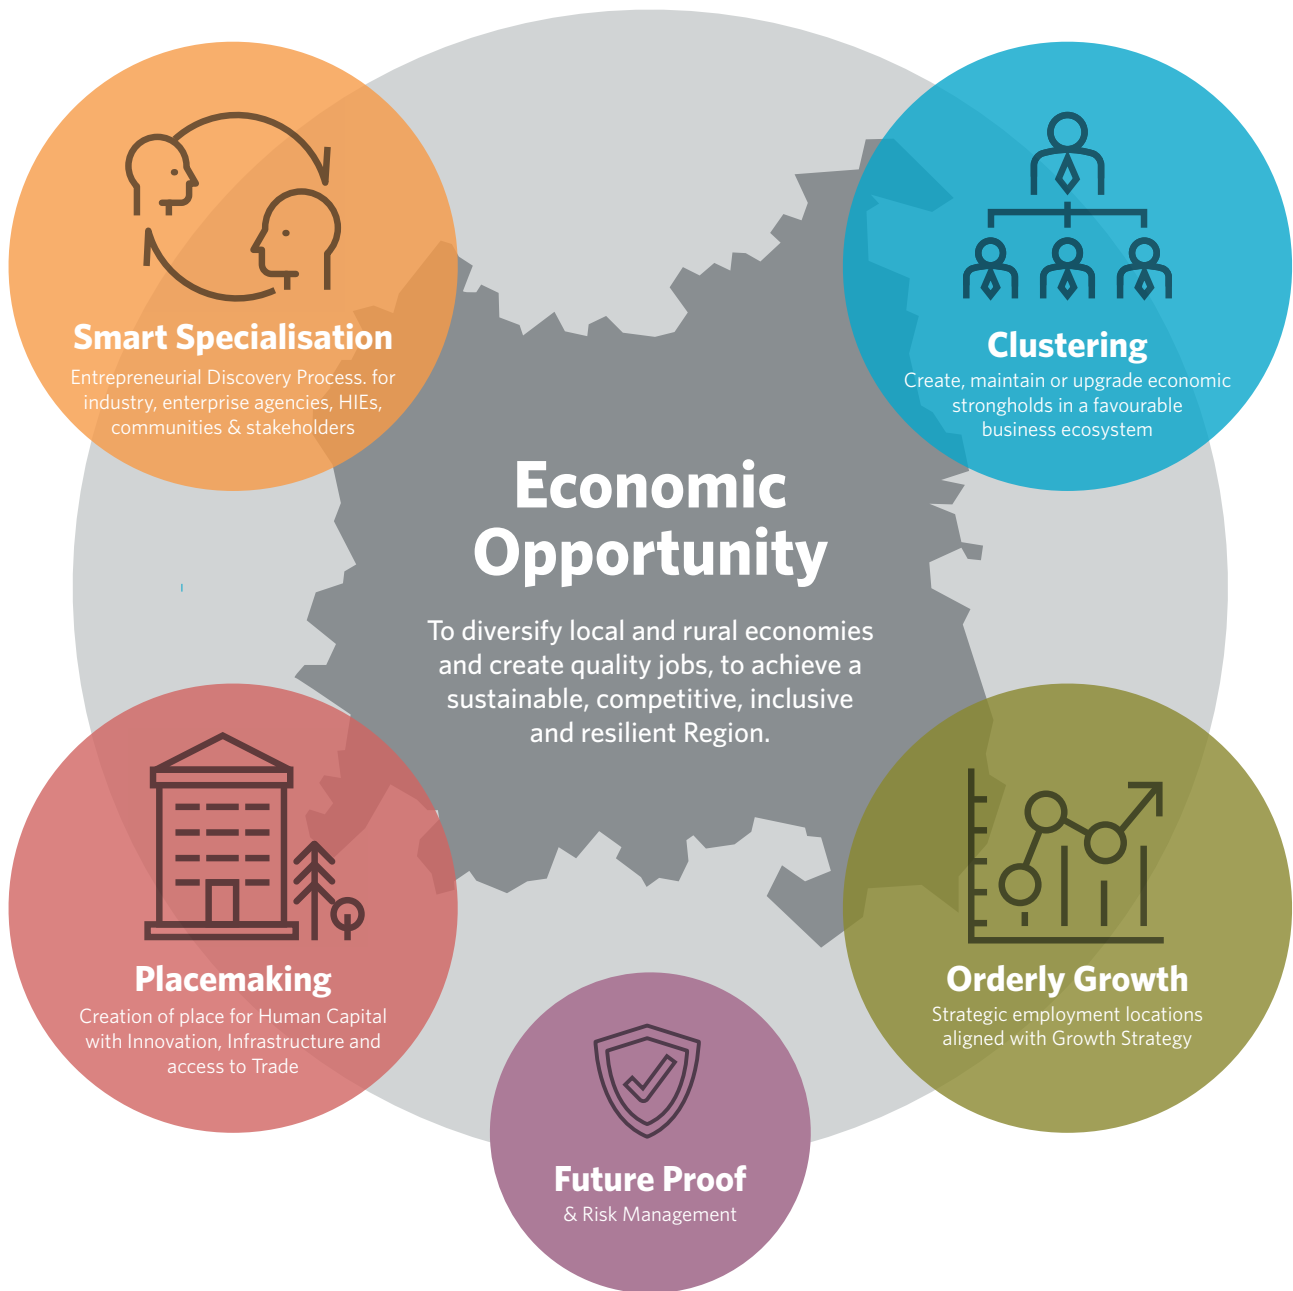 Smart Specialisation
Entrepreneurial Discovery Process. for
industry, enterprise agencies, HIEs,
communities & stakeholders
Clustering
Create, maintain or upgrade economic
strongholds in a favourable
business ecosystem
Economic
Opportunity
To diversify local and rural economies
and create quality jobs, to achieve a
sustainable, competitive, inclusive
and resilient Region.
Placemaking
Creation of place for Human Capital
with Innovation, Infrastructure and
access to Trade
Orderly Growth
Strategic employment locations
aligned with Growth Strategy
Future Proof
& Risk Management